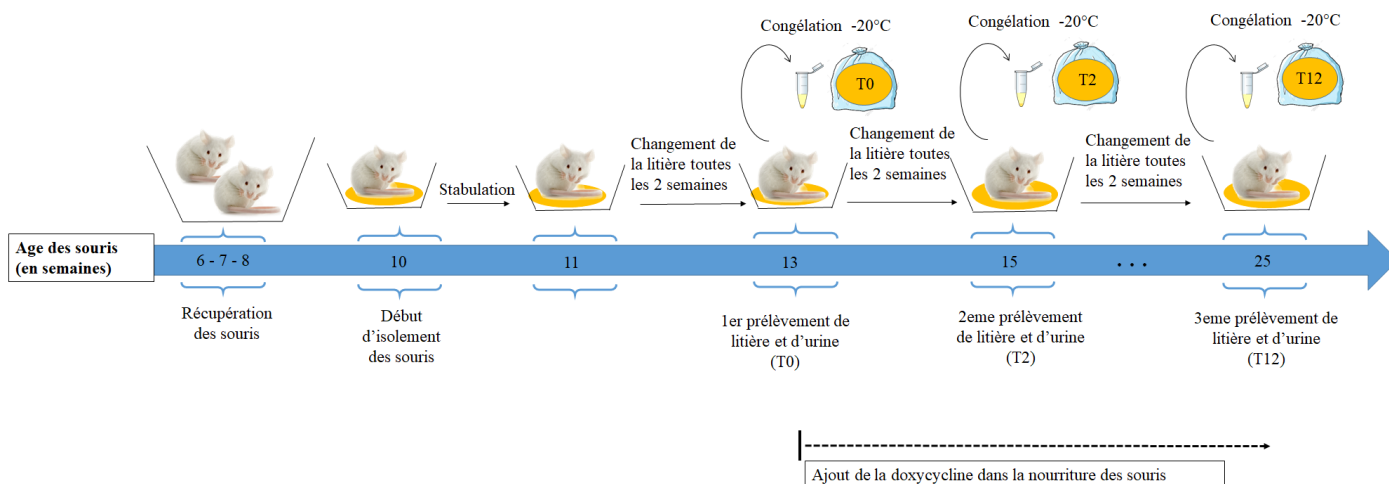 Congélation -20°C
T0
Congélation -20°C
T2
Congélation -20°C
T12
Stabulation
Changement de
la litière toutes
les 2 semaines
Changement de
la litière toutes
les 2 semaines
Changement de
la litière toutes
les 2 semaines
Age des souris
(en semaines)
6 - 7 - 8
10
11
13
15
. . .
25
Récupération
des souris
Début
d'isolement
des souris
1er prélèvement de
litière et d'urine
(T0)
2eme prélèvement
de litière et d'urine
(T2)
3eme prélèvement de
litière et d'urine
(T12)
Ajout de la doxycycline dans la nourriture des souris